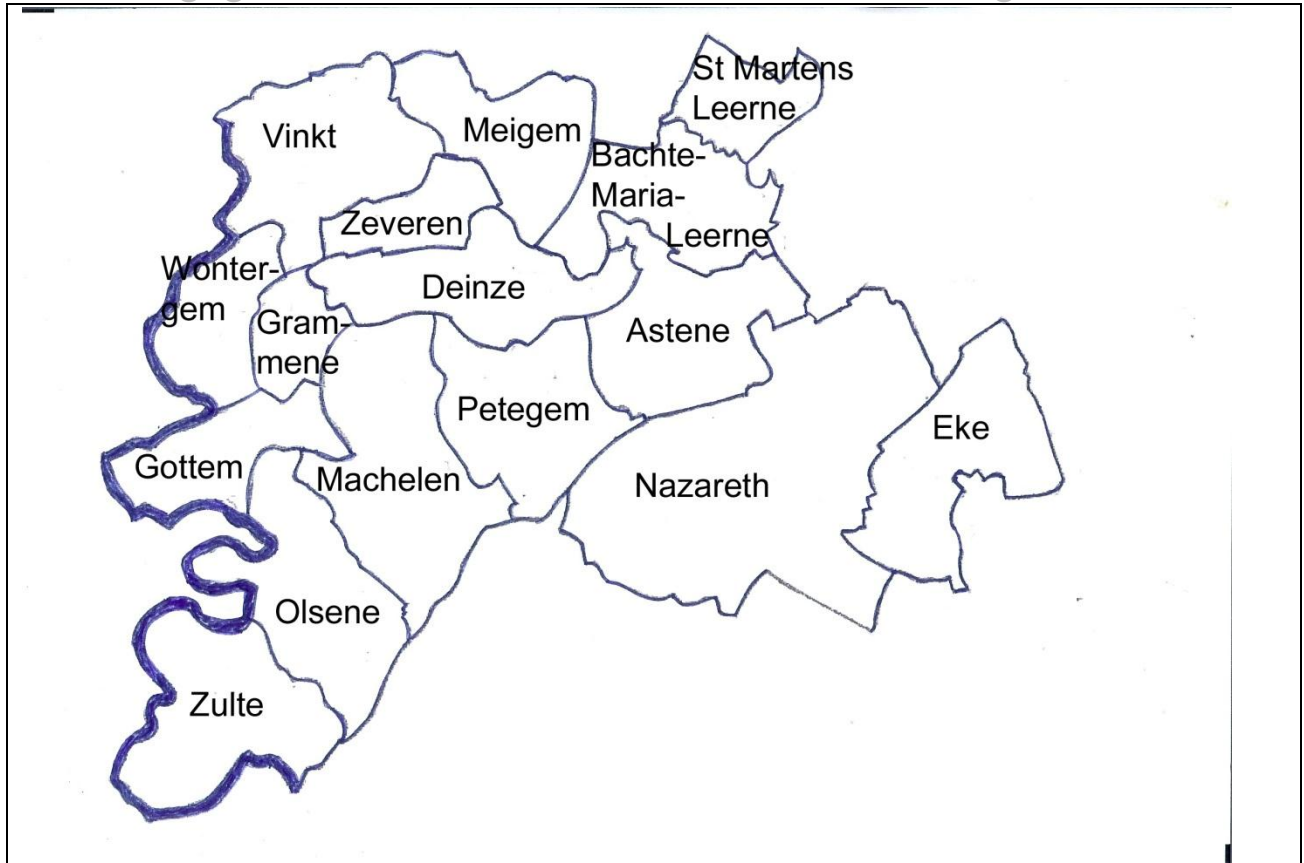 St Martens
Leerne
Vinkt
Meigem
Bachte-
Maria-
Leerne
Zeveren
Wonter-
gem
Deinze
Gram-
mene
Astene
Petegem
Eke
Gottem
Machelen
Nazareth
Olsene
Zulte